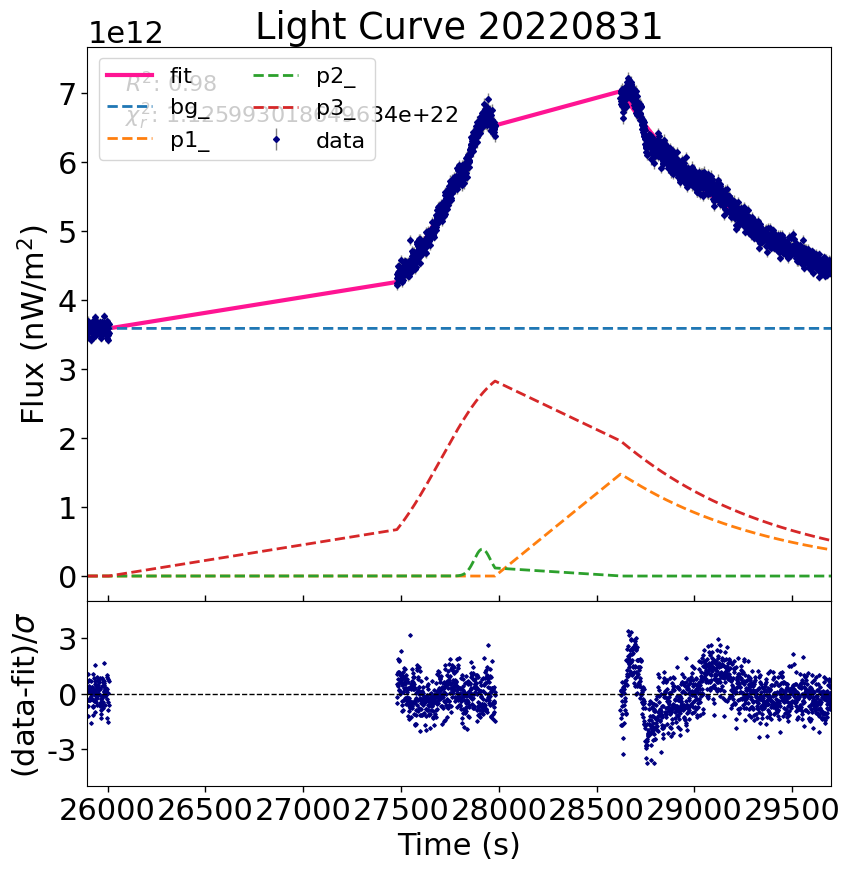 Light Curve 20220831
1e12
fit
bg_
p1_
p2_
p3_
data
R²: 0.98
7
6
5
4
3
2
1
0
Flux (nW/m²)
3
0
-3
(data-fit)/σ
26000 26500 27000 27500 28000 28500 29000 29500
Time (s)